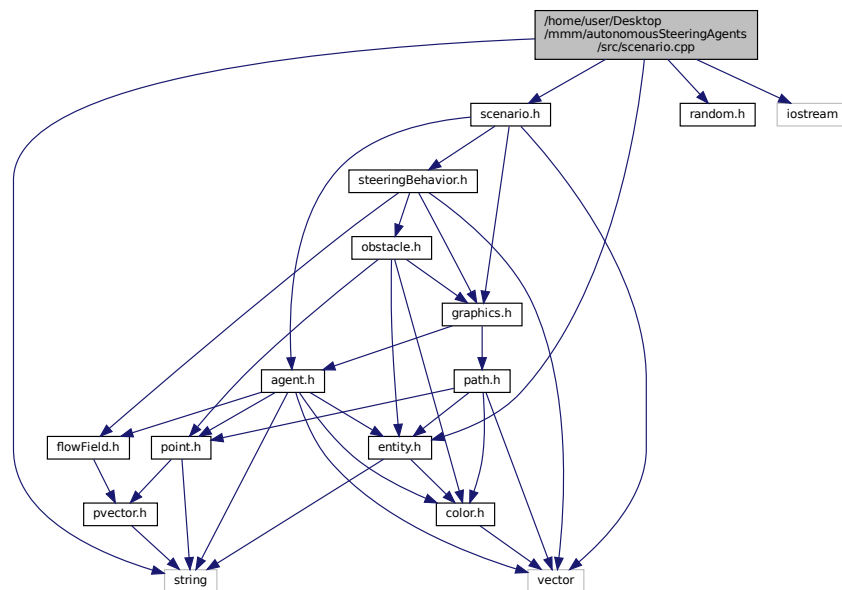 /home/user/Desktop
/mmm/autonomousSteeringAgents
/src/scenario.cpp
scenario.h
random.h
iostream
steeringBehavior.h
obstacle.h
graphics.h
agent.h
path.h
flowField.h
point.h
entity.h
pvector.h
color.h
string
vector